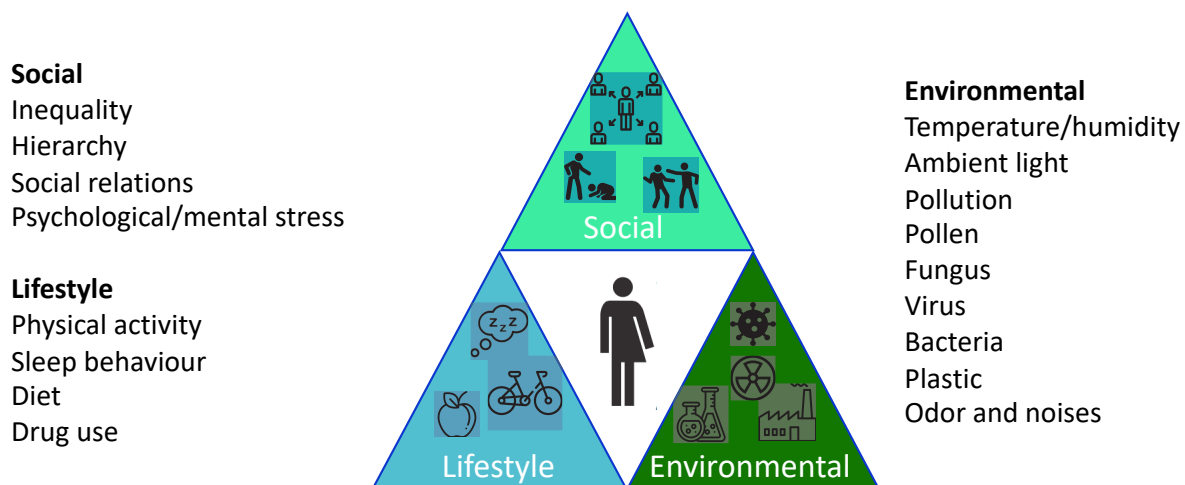 Social
Inequality
Hierarchy
Social relations
Psychological/mental stress
Lifestyle
Physical activity
Sleep behaviour
Diet
Drug use
z z z
Social
Lifestyle
Environmental
Environmental
Temperature/humidity
Ambient light
Pollution
Pollen
Fungus
Virus
Bacteria
Plastic
Odor and noises